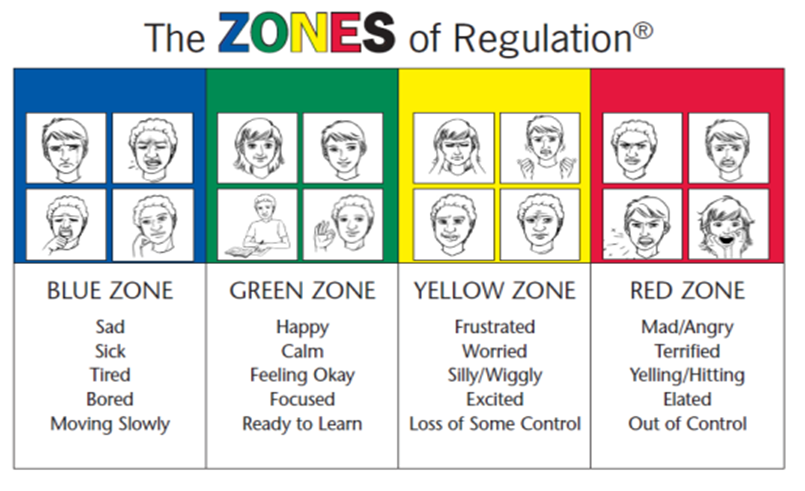 The ZONES of Regulation®
BLUE ZONE
Sad
Sick
Tired
Bored
Moving Slowly
GREEN ZONE
Happy
Calm
Feeling Okay
Focused
Ready to Learn
YELLOW ZONE
Frustrated
Worried
Silly/Wiggly
Excited
Loss of Some Control
RED ZONE
Mad/Angry
Terrified
Yelling/Hitting
Elated
Out of Control